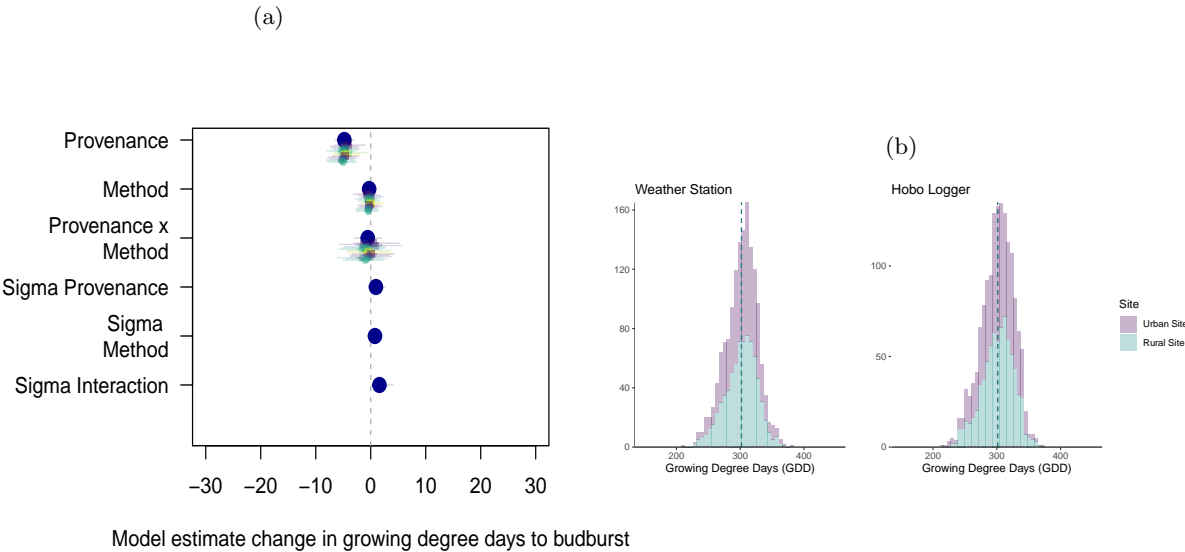 (a)
Provenance
Method
Provenance x
Method
Sigma Provenance
Sigma
Method
Sigma Interaction
−30 −20 −10 0 10 20 30
Model estimate change in growing degree days to budburst
(b)
Weather Station
160
120
80
40
0
200 300 400
Growing Degree Days (GDD)
Hobo Logger
100
50
0
200 300 400
Growing Degree Days (GDD)
Site
Urban Site
Rural Site